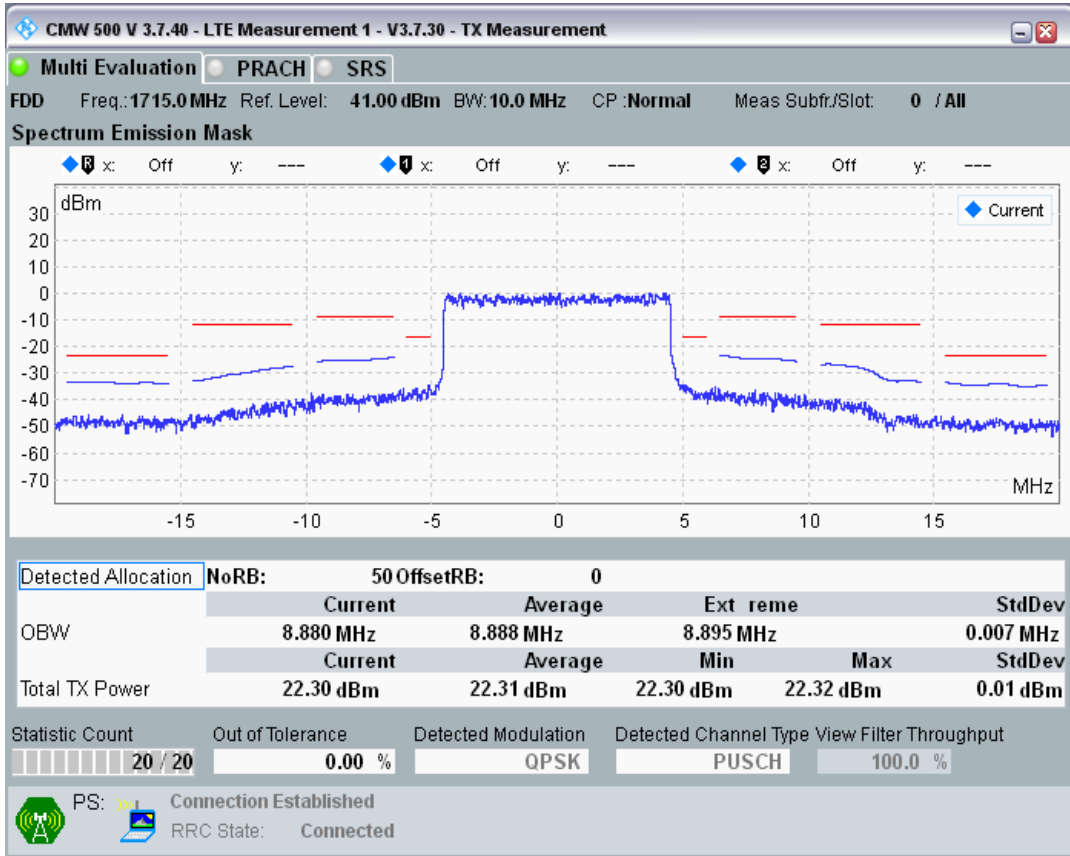 CMW 500 V 3.7.40 - LTE Measurement 1 - V3.7.30 - TX Measurement
Multi Evaluation PRACH SRS
FDD Freq.: 1715.0 MHz Ref. Level: 41.00 dBm BW: 10.0 MHz CP :Normal Meas Subfr./Slot: 0 / All
Spectrum Emission Mask
R x: Off y: --- 1 x: Off y: --- 2 x: Off y: ---
dBm
Current
30
20
10
0
-10
-20
-30
-40
-50
-60
-70
MHz
-15 -10 -5 0 5 10 15
Detected Allocation NoRB: 50 OffsetRB: 0
Current Average Ext reme StdDev
OBW 8.880 MHz 8.888 MHz 8.895 MHz 0.007 MHz
Current Average Min Max StdDev
Total TX Power 22.30 dBm 22.31 dBm 22.30 dBm 22.32 dBm 0.01 dBm
Statistic Count Out of Tolerance Detected Modulation Detected Channel Type View Filter Throughput
20 / 20 0.00 % QPSK PUSCH 100.0 %
PS: Connection Established
RRC State: Connected